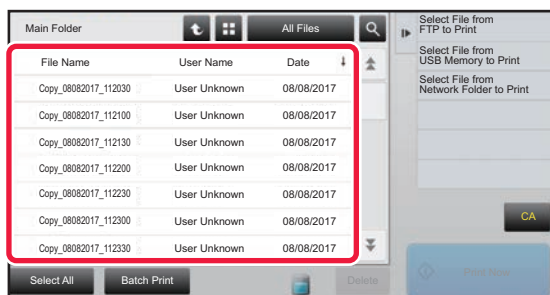 Main Folder
All Files
File Name User Name Date
Copy_08082017_112030 User Unknown 08/08/2017
Copy_08082017_112100 User Unknown 08/08/2017
Copy_08082017_112130 User Unknown 08/08/2017
Copy_08082017_112200 User Unknown 08/08/2017
Copy_08082017_112230 User Unknown 08/08/2017
Copy_08082017_112300 User Unknown 08/08/2017
Copy_08082017_112330 User Unknown 08/08/2017
Select All
Batch Print
Delete
Select File from
FTP to Print
Select File from
USB Memory to Print
Select File from
Network Folder to Print
CA
Print Now